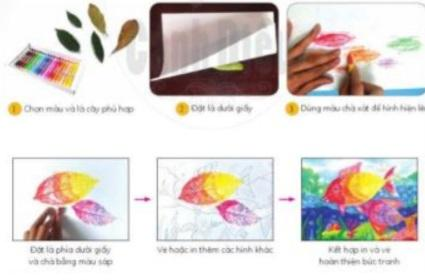 1 Chọn màu và lá cây phù hợp
2 Đặt lá dưới giấy
3 Dùng màu chà xát để hình hiện lê
Đặt lá phía dưới giấy
và chà bằng màu sáp
Vẽ hoặc in thêm các hình khác
Kết hợp in và vẽ
hoàn thiện bức tranh